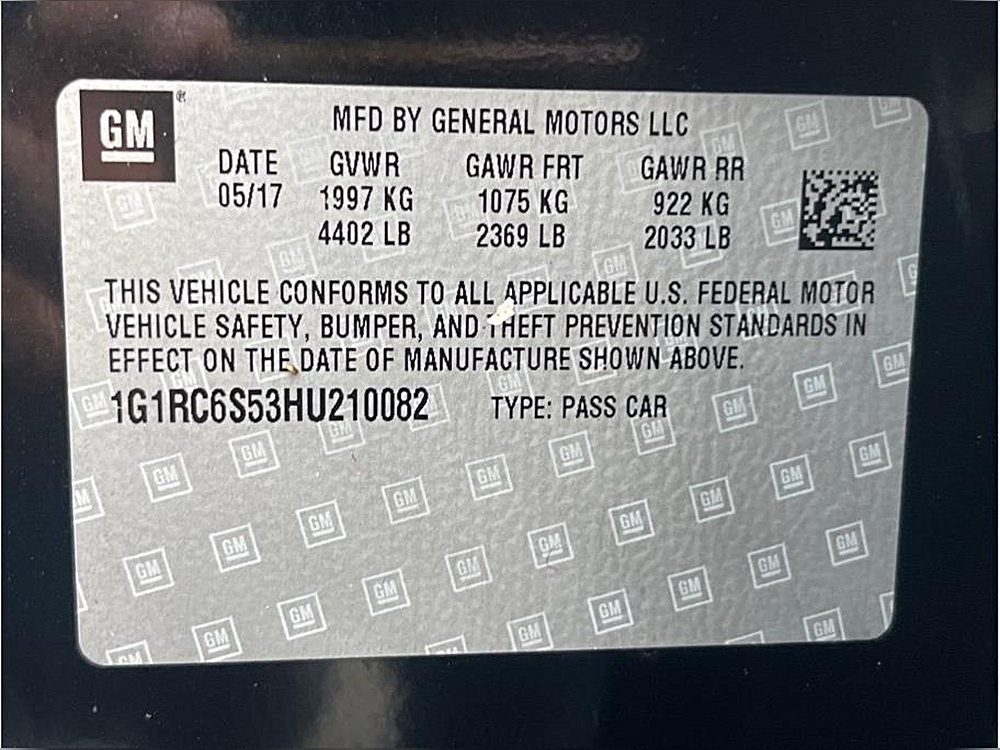 GM®
MFD BY GENERAL MOTORS LLC
DATE GVWR GAWR FRT GAWR RR
05/17 1997 KG 1075 KG 922 KG
4402 LB 2369 LB 2033 LB
THIS VEHICLE CONFORMS TO ALL APPLICABLE U.S. FEDERAL MOTOR
VEHICLE SAFETY, BUMPER, AND THEFT PREVENTION STANDARDS IN
EFFECT ON THE DATE OF MANUFACTURE SHOWN ABOVE.
1G1RC6S53HU210082 TYPE: PASS CAR